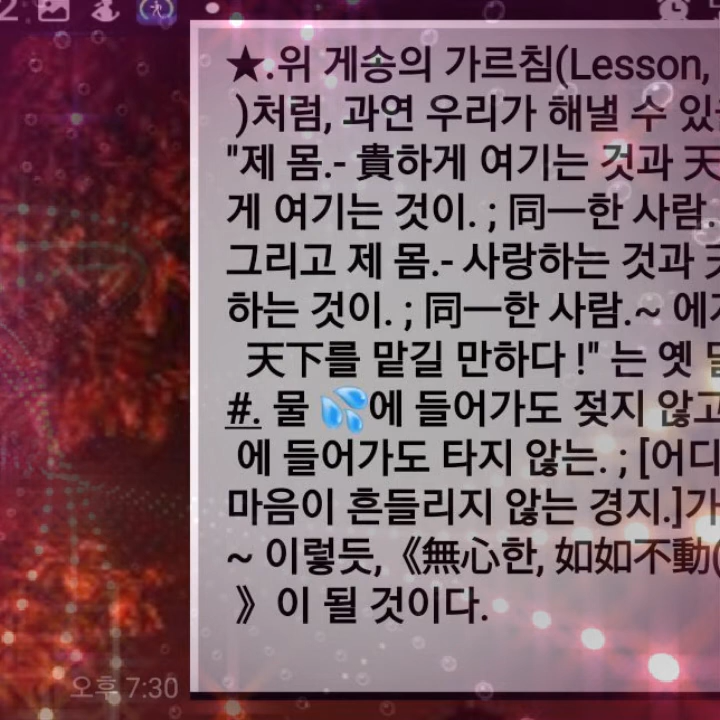 ★.위 게송의 가르침(Lesson,
)처럼, 과연 우리가 해낼 수
"제 몸.- 貴하게 여기는 것과 天
게 여기는 것이. ; 同一한 사람.
그리고 제 몸.- 사랑하는 것과
하는 것이. ; 同一한 사람.~ 에
天下를 맡길 만하다 !" 는 옛
#. 물 💦에 들어가도 젖지 않고
에 들어가도 타지 않는. ; [어디
마음이 흔들리지 않는 경지.]가
~ 이렇듯,《無心한, 如如不動(
》이 될 것이다.
오후 7:30